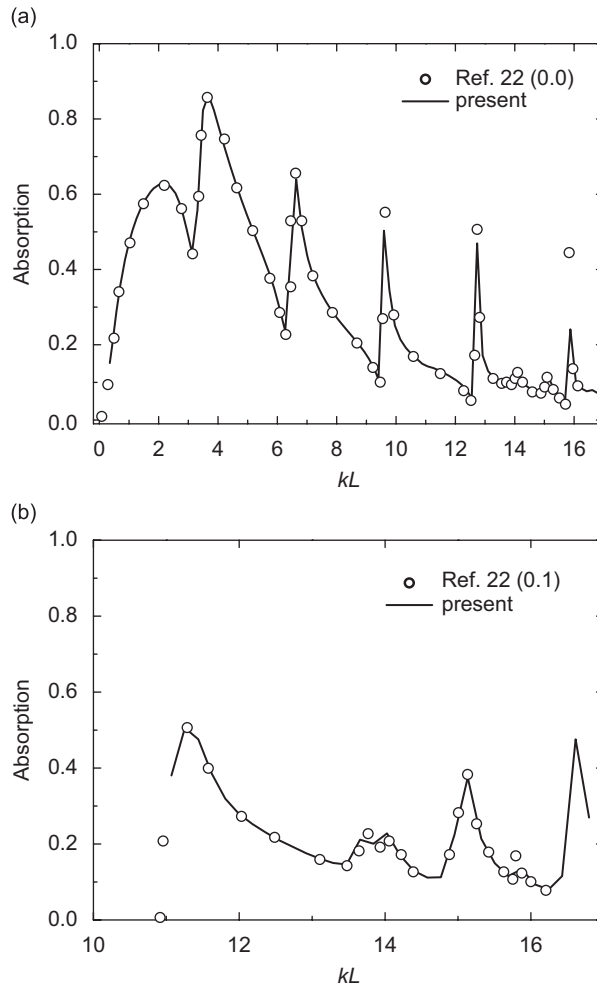 (a)
1.0
0.8
0.6
0.4
0.2
0.0
Absorption
Ref. 22 (0.0)
present
0 2 4 6 8 10 12 14 16
kL
(b)
1.0
0.8
0.6
0.4
0.2
0.0
Absorption
Ref. 22 (0.1)
present
10 12 14 16
kL